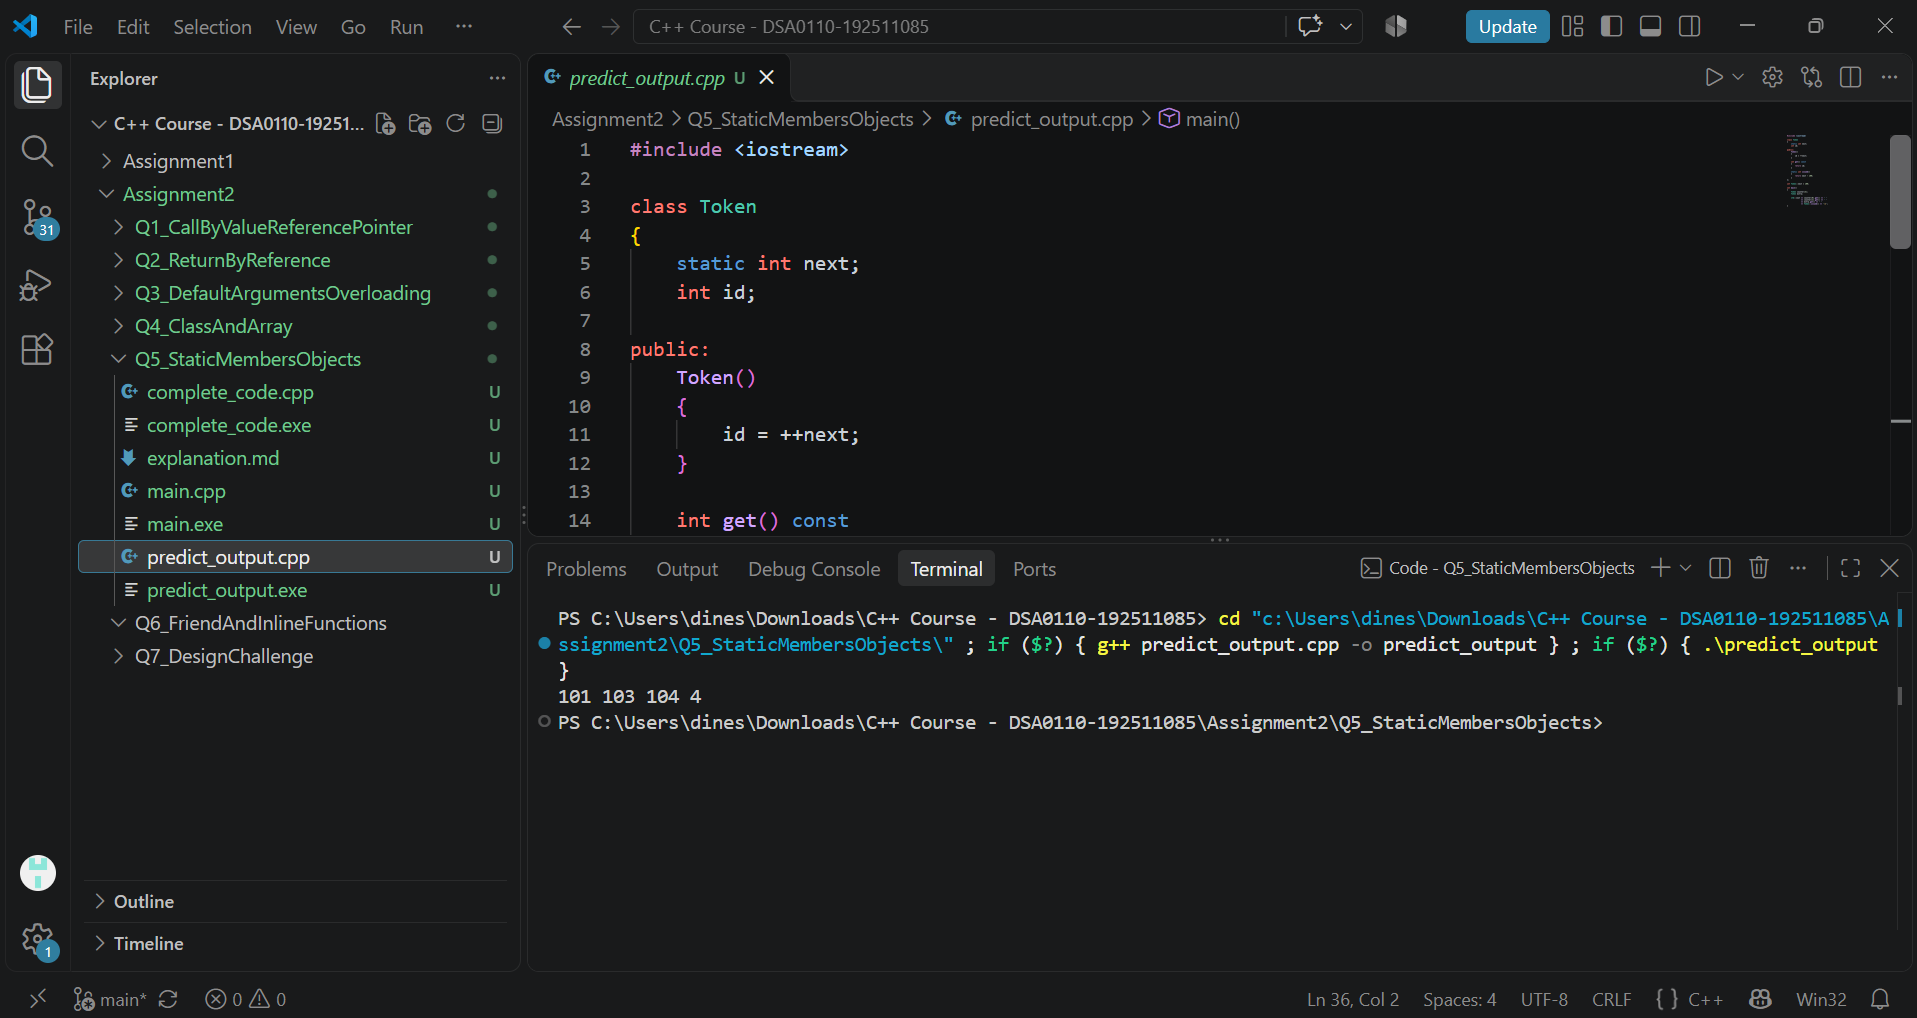 File Edit Selection View Go Run ···
C++ Course - DSA0110-192511085
Update
Explorer
C++ Course - DSA0110-19251...
Assignment1
Assignment2
Q1_CallByValueReferencePointer
Q2_ReturnByReference
Q3_DefaultArgumentsOverloading
Q4_ClassAndArray
Q5_StaticMembersObjects
complete_code.cpp U
complete_code.exe U
explanation.md U
main.cpp U
main.exe U
predict_output.cpp U
predict_output.exe U
Q6_FriendAndInlineFunctions
Q7_DesignChallenge
Outline
Timeline
31
1
predict_output.cpp U
Assignment2 > Q5_StaticMembersObjects > predict_output.cpp > main()
1 #include <iostream>
2
3 class Token
4 {
5 static int next;
6 int id;
7
8 public:
9 Token()
10 {
11 id = ++next;
12 }
13
14 int get() const
Problems Output Debug Console Terminal Ports
Code - Q5_StaticMembersObjects
PS C:\Users\dines\Downloads\C++ Course - DSA0110-192511085> cd "c:\Users\dines\Downloads\C++ Course - DSA0110-192511085\A
ssignment2\Q5_StaticMembersObjects\" ; if ($?) { g++ predict_output.cpp -o predict_output } ; if ($?) { .\predict_output
}
101 103 104 4
PS C:\Users\dines\Downloads\C++ Course - DSA0110-192511085\Assignment2\Q5_StaticMembersObjects>
main* 0 0
Ln 36, Col 2 Spaces: 4 UTF-8 CRLF { } C++ Win32